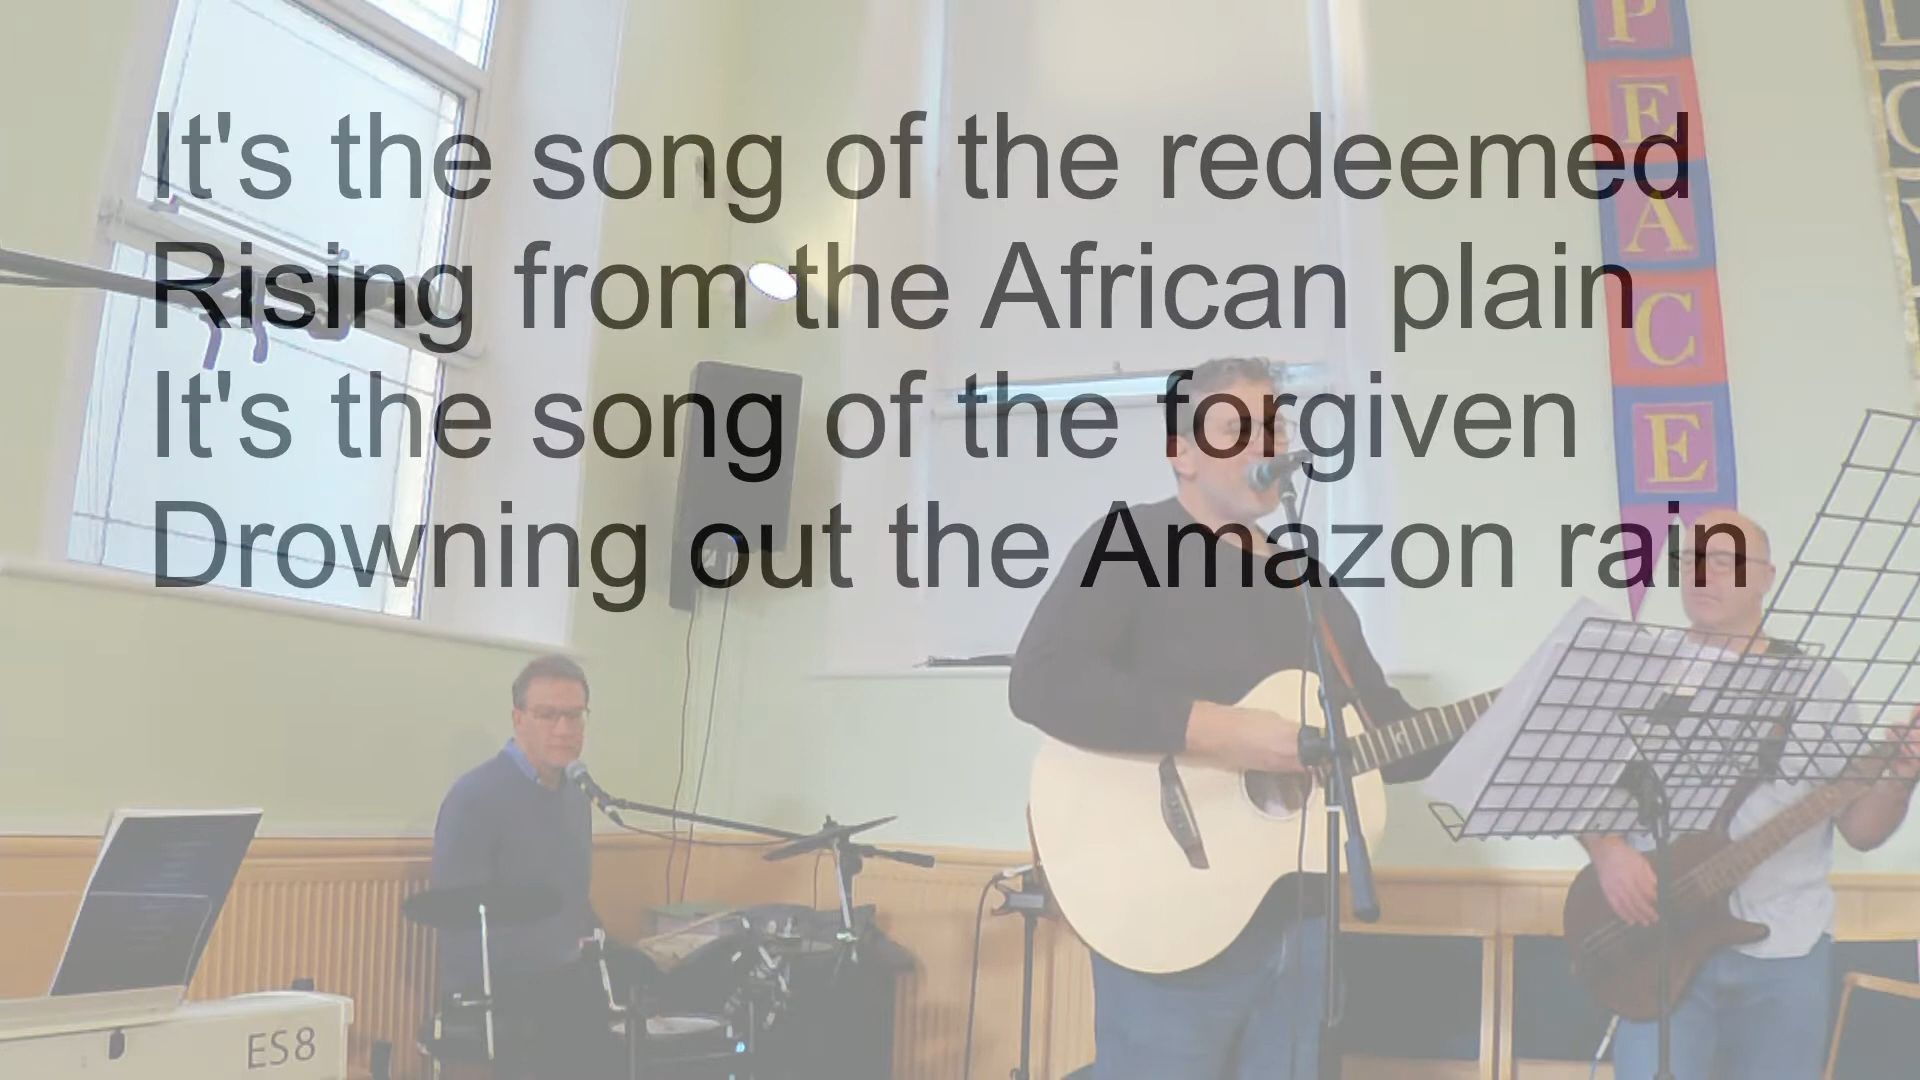 It's the song of the redeemed
Rising from the African plain
It's the song of the forgiven
Drowning out the Amazon rain
PEACE
ES8